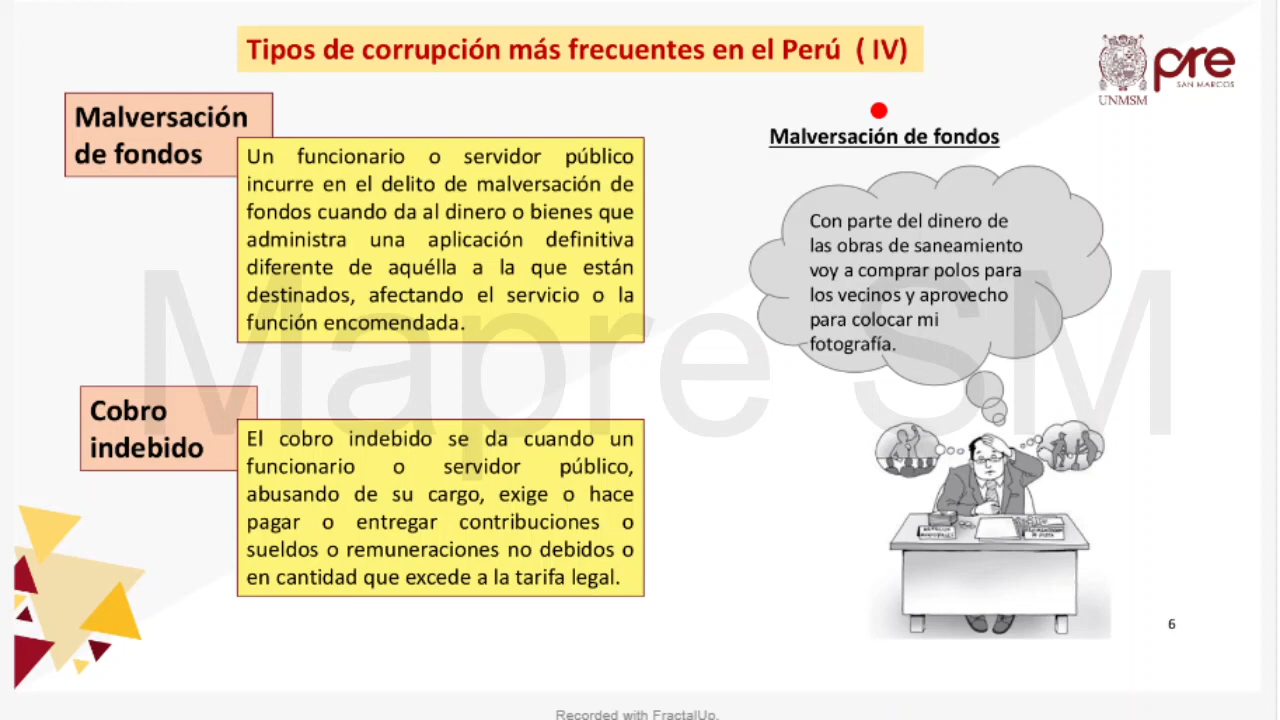 Tipos de corrupción más frecuentes en el Perú ( IV)
UNMSM
pre
SAN MARCOS
Malversación
de fondos
Un funcionario o servidor público
incurre en el delito de malversación de
fondos cuando da al dinero o bienes que
administra una aplicación definitiva
diferente de aquélla a la que están
destinados, afectando el servicio o la
función encomendada.
Cobro
indebido
El cobro indebido se da cuando un
funcionario o servidor público,
abusando de su cargo, exige o hace
pagar o entregar contribuciones o
sueldos o remuneraciones no debidos o
en cantidad que excede a la tarifa legal.
Malversación de fondos
Con parte del dinero de
las obras de saneamiento
voy a comprar polos para
los vecinos y aprovecho
para colocar mi
fotografía.
Mapre SM
6
Recorded with FractalUp.